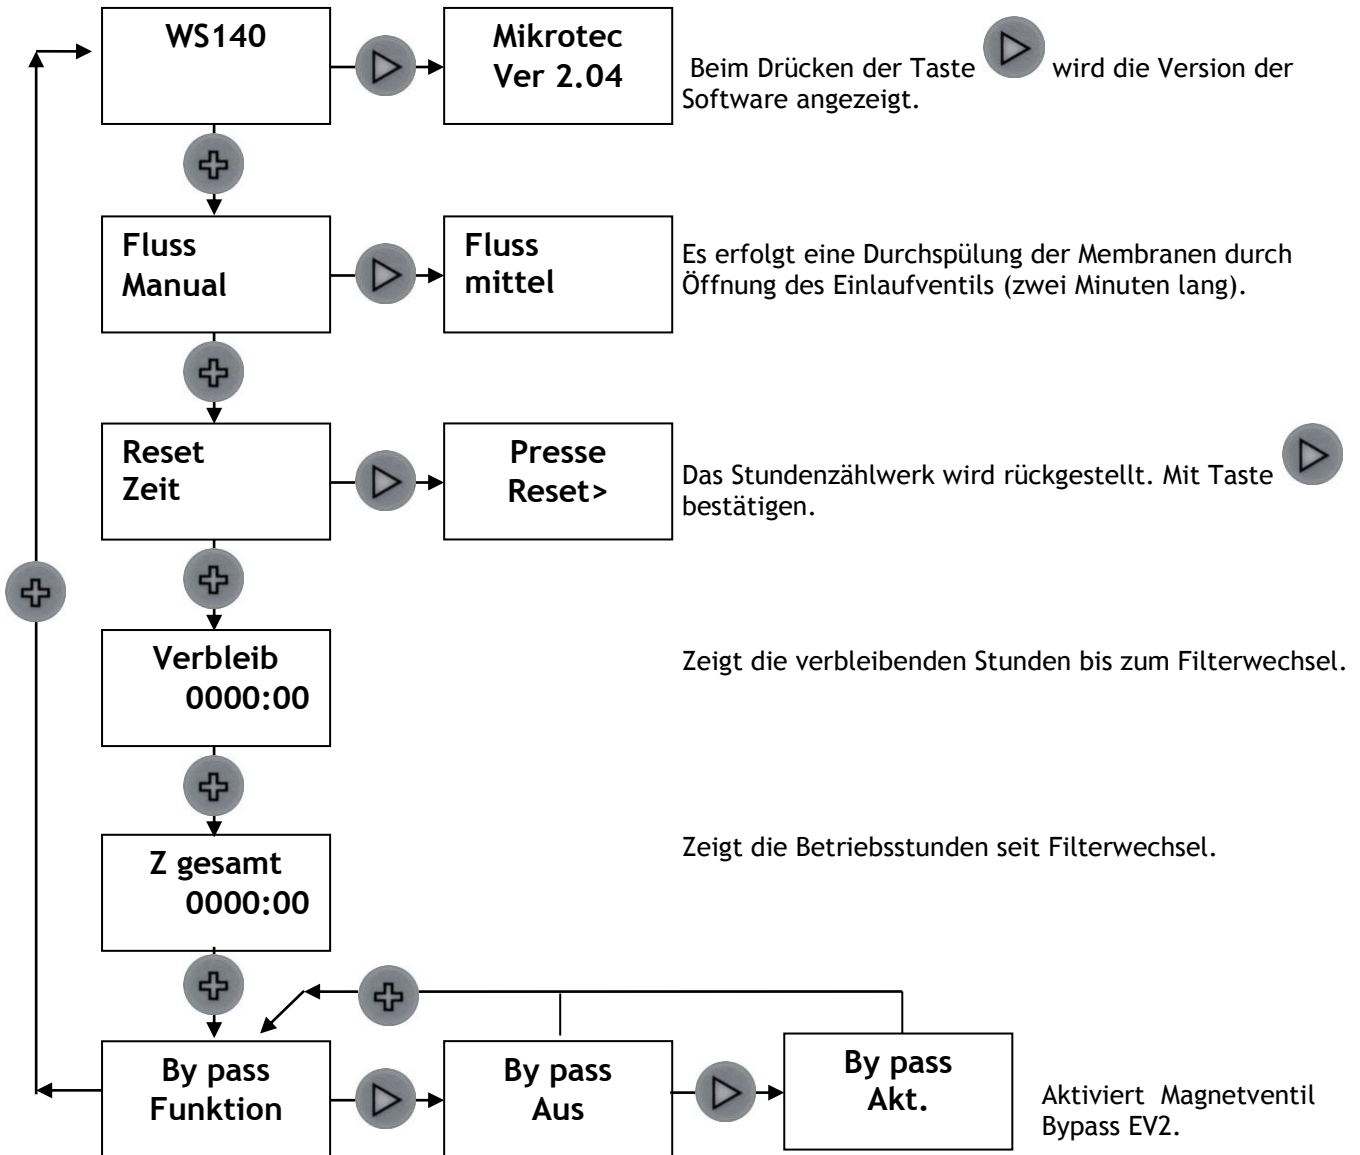 WS140
Mikrotec
Ver 2.04
Beim Drücken der Taste wird die Version der
Software angezeigt.
Fluss
Manual
Fluss
mittel
Es erfolgt eine Durchspülung der Membranen durch
Öffnung des Einlaufventils (zwei Minuten lang).
Reset
Zeit
Presse
Reset>
Das Stundenzählwerk wird rückgestellt. Mit Taste
bestätigen.
Verbleib
0000:00
Zeigt die verbleibenden Stunden bis zum Filterwechsel.
Z gesamt
0000:00
Zeigt die Betriebsstunden seit Filterwechsel.
By pass
Funktion
By pass
Aus
By pass
Akt.
Aktiviert Magnetventil
Bypass EV2.